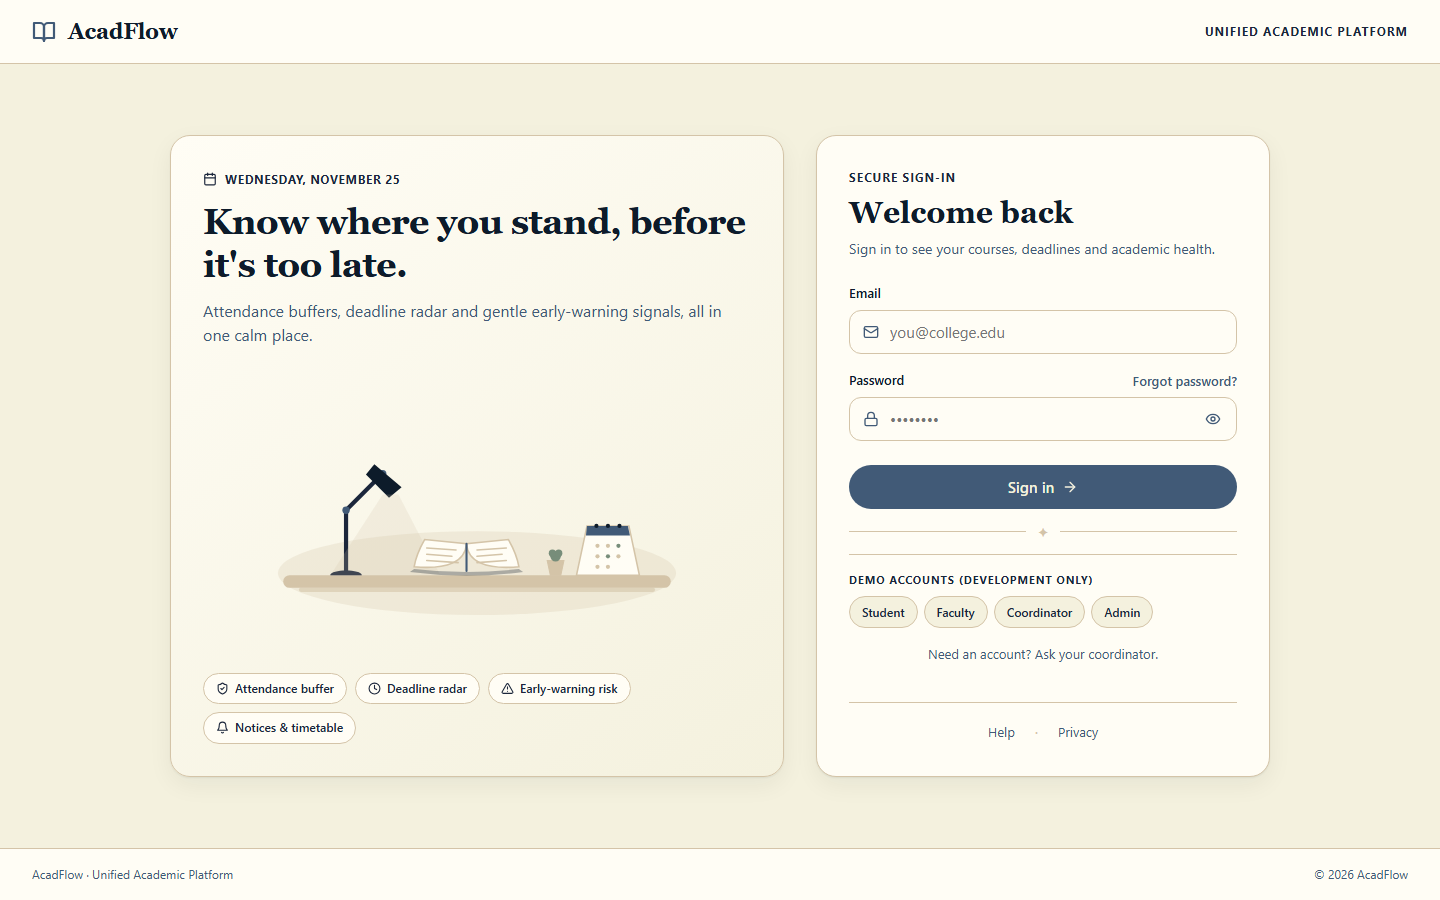 AcadFlow
UNIFIED ACADEMIC PLATFORM
WEDNESDAY, NOVEMBER 25
Know where you stand, before
it's too late.
Attendance buffers, deadline radar and gentle early-warning signals, all in
one calm place.
Attendance buffer
Deadline radar
Early-warning risk
Notices & timetable
SECURE SIGN-IN
Welcome back
Sign in to see your courses, deadlines and academic health.
Email
you@college.edu
Password
Forgot password?
••••••••
Sign in →
DEMO ACCOUNTS (DEVELOPMENT ONLY)
Student
Faculty
Coordinator
Admin
Need an account? Ask your coordinator.
Help · Privacy
AcadFlow · Unified Academic Platform
© 2026 AcadFlow